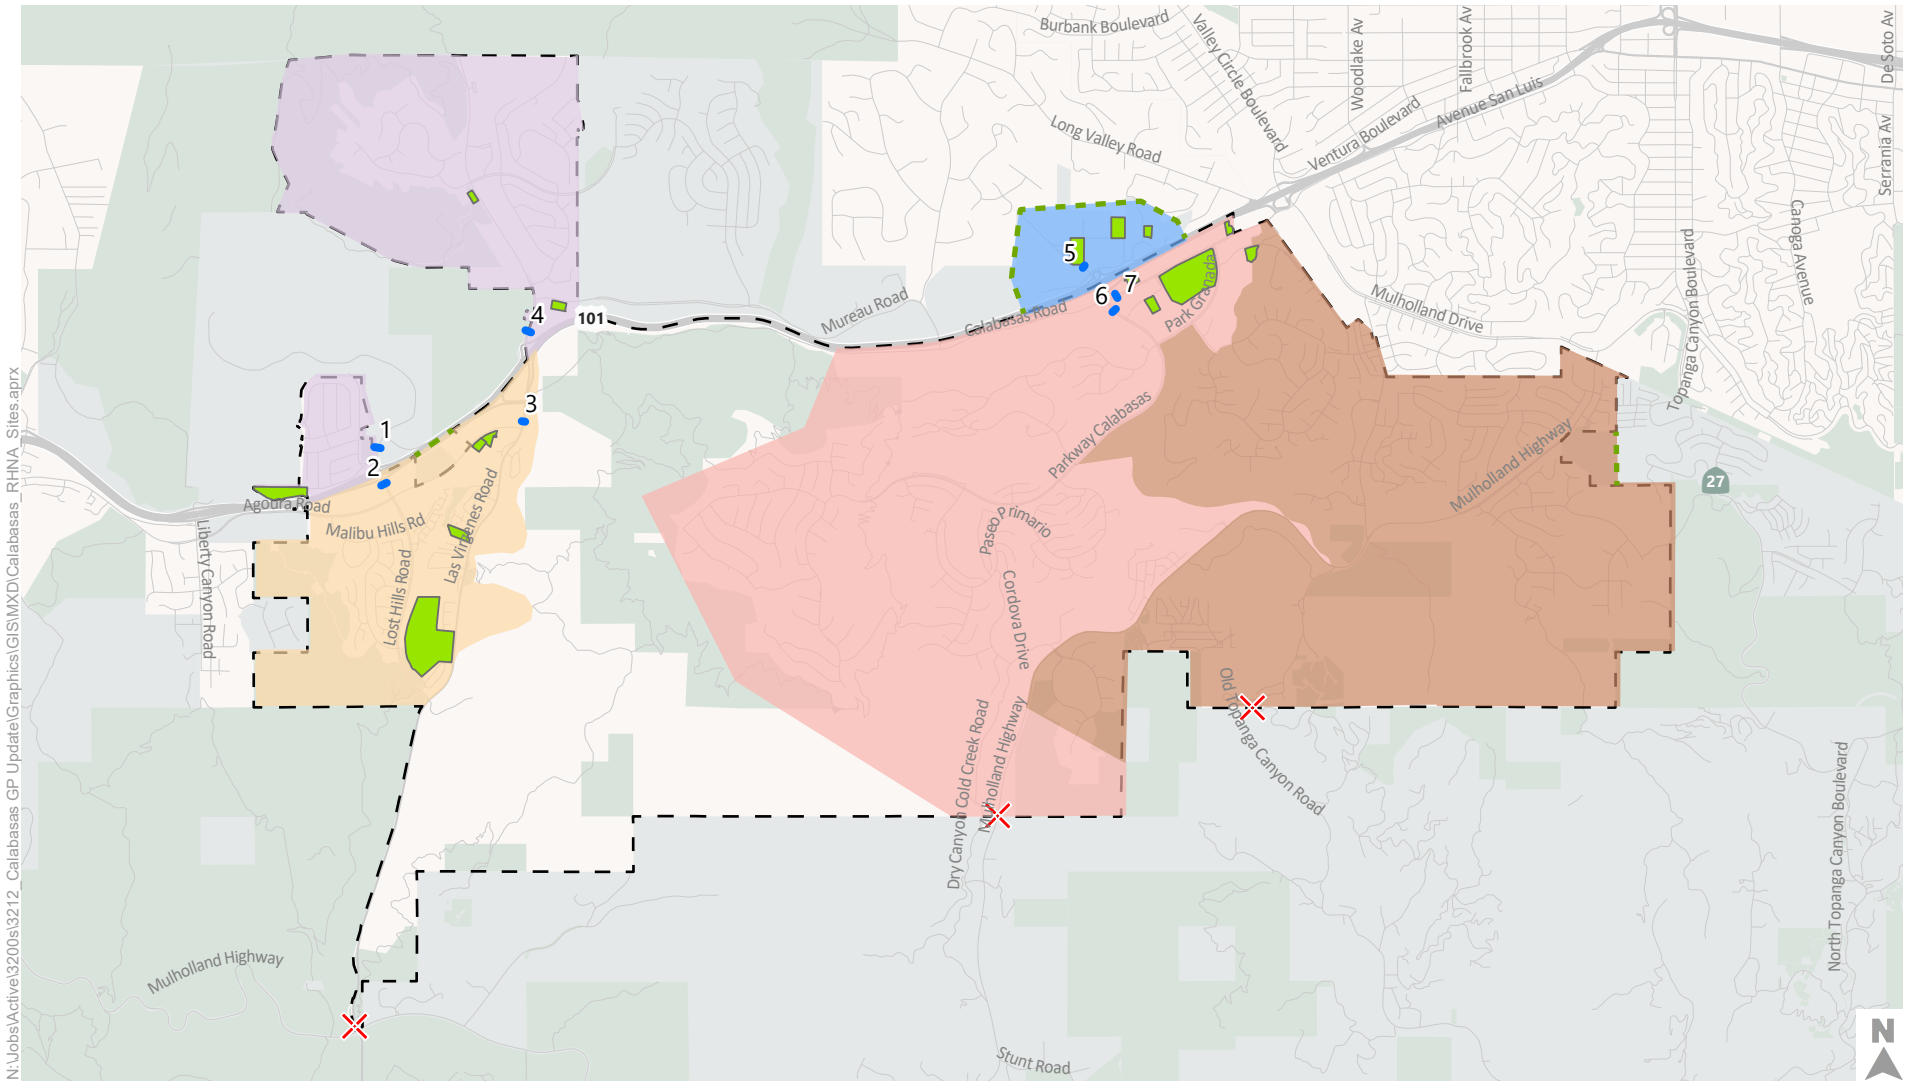 Burbank Boulevard
Valley Circle Boulevard
Woodlake Av
Fallbrook Av
De Soto Av
Avenue San Luis
Ventura Boulevard
Long Valley Road
Serrania Av
Canoga Avenue
Topanga Canyon Boulevard
Mulholland Drive
5
7
6
Park Granada
Calabasas Road
Mureau Road
101
4
3
1
2
Agoura Road
Malibu Hills Rd
Las Virgenes Road
Lost Hills Road
Liberty Canyon Road
Parkway Calabasas
Mulholland Highway
27
Paseo Primario
Cordova Drive
Old Topanga Canyon Road
Dry Canyon Cold Creek Road
Mulholland Highway
North Topanga Canyon Boulevard
Mulholland Highway
Stunt Road
N
N:\Jobs\Active\3200s\3212_Calabasas GP Update\Graphics\GIS\MXD\Calabasas_RHNA_Sites.aprx